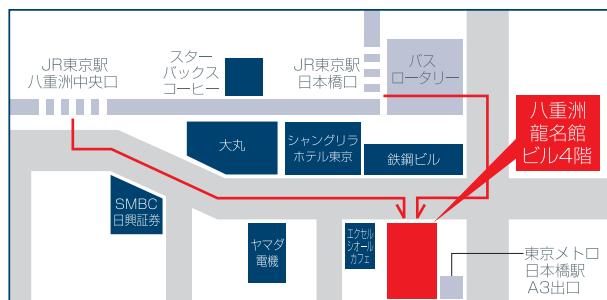 JR東京駅
八重洲中央口
スター
バックス
コーヒー
JR東京駅
日本橋口
バス
ロータリー
八重洲
龍名館
ビル4階
大丸
シャングリラ
ホテル東京
鉄鋼ビル
SMBC
日興証券
ヤマダ
電機
エクセル
シオール
カフェ
東京メトロ
日本橋駅
A3出口